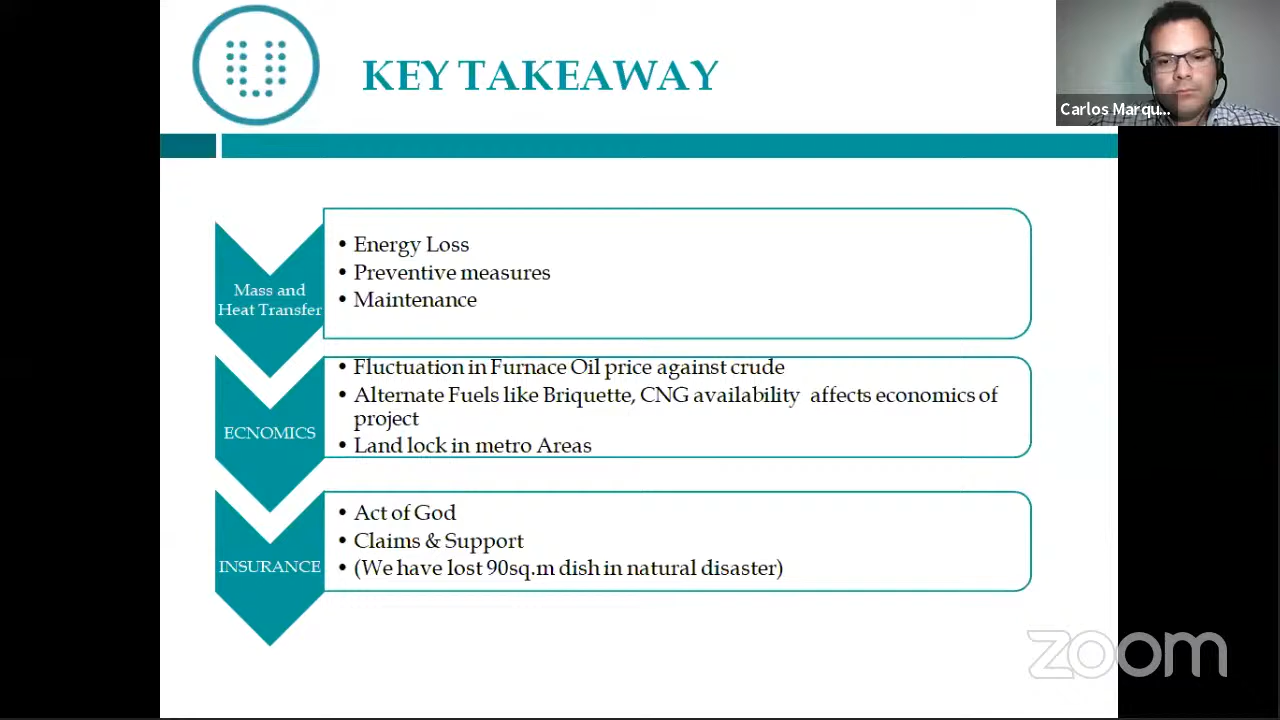 KEY TAKEAWAY
Carlos Marqu...
Mass and
Heat Transfer
• Energy Loss
• Preventive measures
• Maintenance
ECNOMICS
• Fluctuation in Furnace Oil price against crude
• Alternate Fuels like Briquette, CNG availability affects economics of
project
• Land lock in metro Areas
INSURANCE
• Act of God
• Claims & Support
• (We have lost 90sq.m dish in natural disaster)
zoom